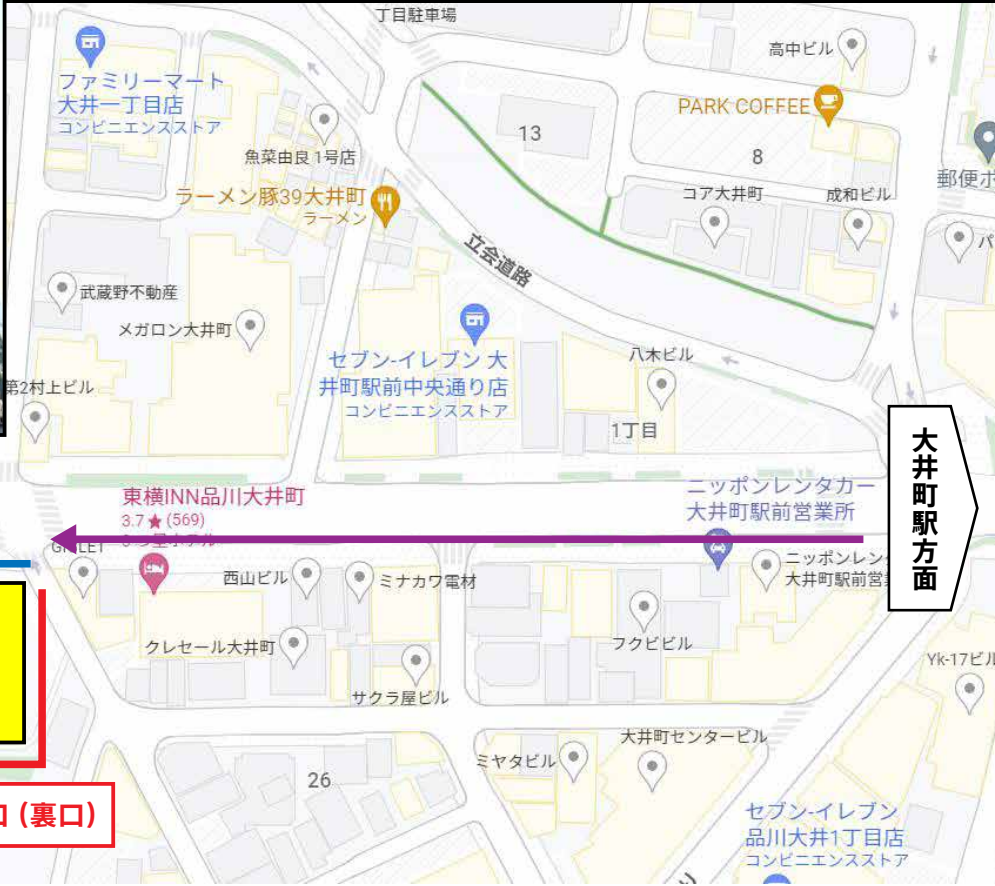 丁目駐車場
高中ビル
ファミリーマート
大井一丁目店
コンビニエンスストア
PARK COFFEE
13
8
魚菜由良 1号店
郵便ポ
ラーメン豚39大井町
ラーメン
コア大井町
成和ビル
パ
立会道路
武蔵野不動産
メガロン大井町
セブン-イレブン 大
井町駅前中央通り店
コンビニエンスストア
八木ビル
第2村上ビル
1丁目
大井町駅方面
東横INN品川大井町
3.7★(569)
ニッポンレンタカー
大井町駅前営業所
西山ビル
ミナカワ電材
ニッポンレン
大井町駅前営
クレセール大井町
フクビビル
サクラ屋ビル
Yk-17ビル
大井町センタービル
ミヤタビル
26
口 (裏口)
セブン-イレブン
品川大井1丁目店
コンビニエンスストア